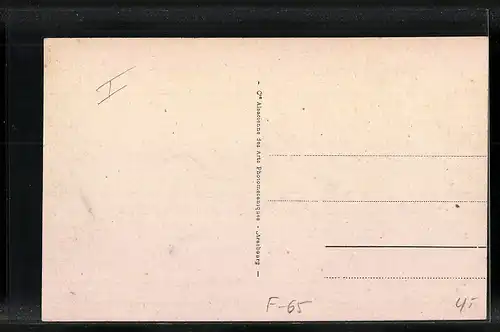 I
- Cie Alsacienne des Arts Photomécaniques - Strasbourg -
F-65
45